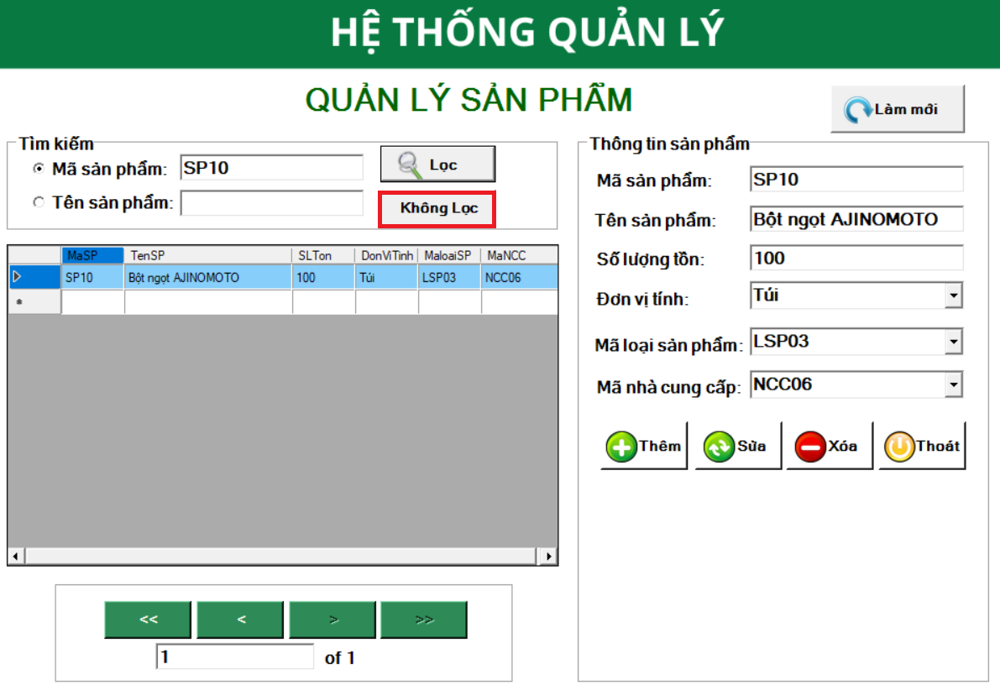 HỆ THỐNG QUẢN LÝ
QUẢN LÝ SẢN PHẨM
Làm mới
Tìm kiếm
Mã sản phẩm: SP10
Lọc
Tên sản phẩm:
Không Lọc
MaSP TenSP SLTon DonViTinh MaloaiSP MaNCC
SP10 Bột ngọt AJINOMOTO 100 Túi LSP03 NCC06
*
<< < > >>
1 of 1
Thông tin sản phẩm
Mã sản phẩm: SP10
Tên sản phẩm: Bột ngọt AJINOMOTO
Số lượng tồn: 100
Đơn vị tính: Túi
Mã loại sản phẩm: LSP03
Mã nhà cung cấp: NCC06
Thêm Sửa Xóa Thoát